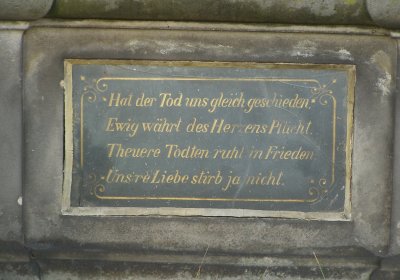 Hat der Tod uns gleich geschieden,
Ewig währt des Herzens Pflicht.
Theuere Todten ruht in Frieden
Uns're Liebe stirb ja nicht.